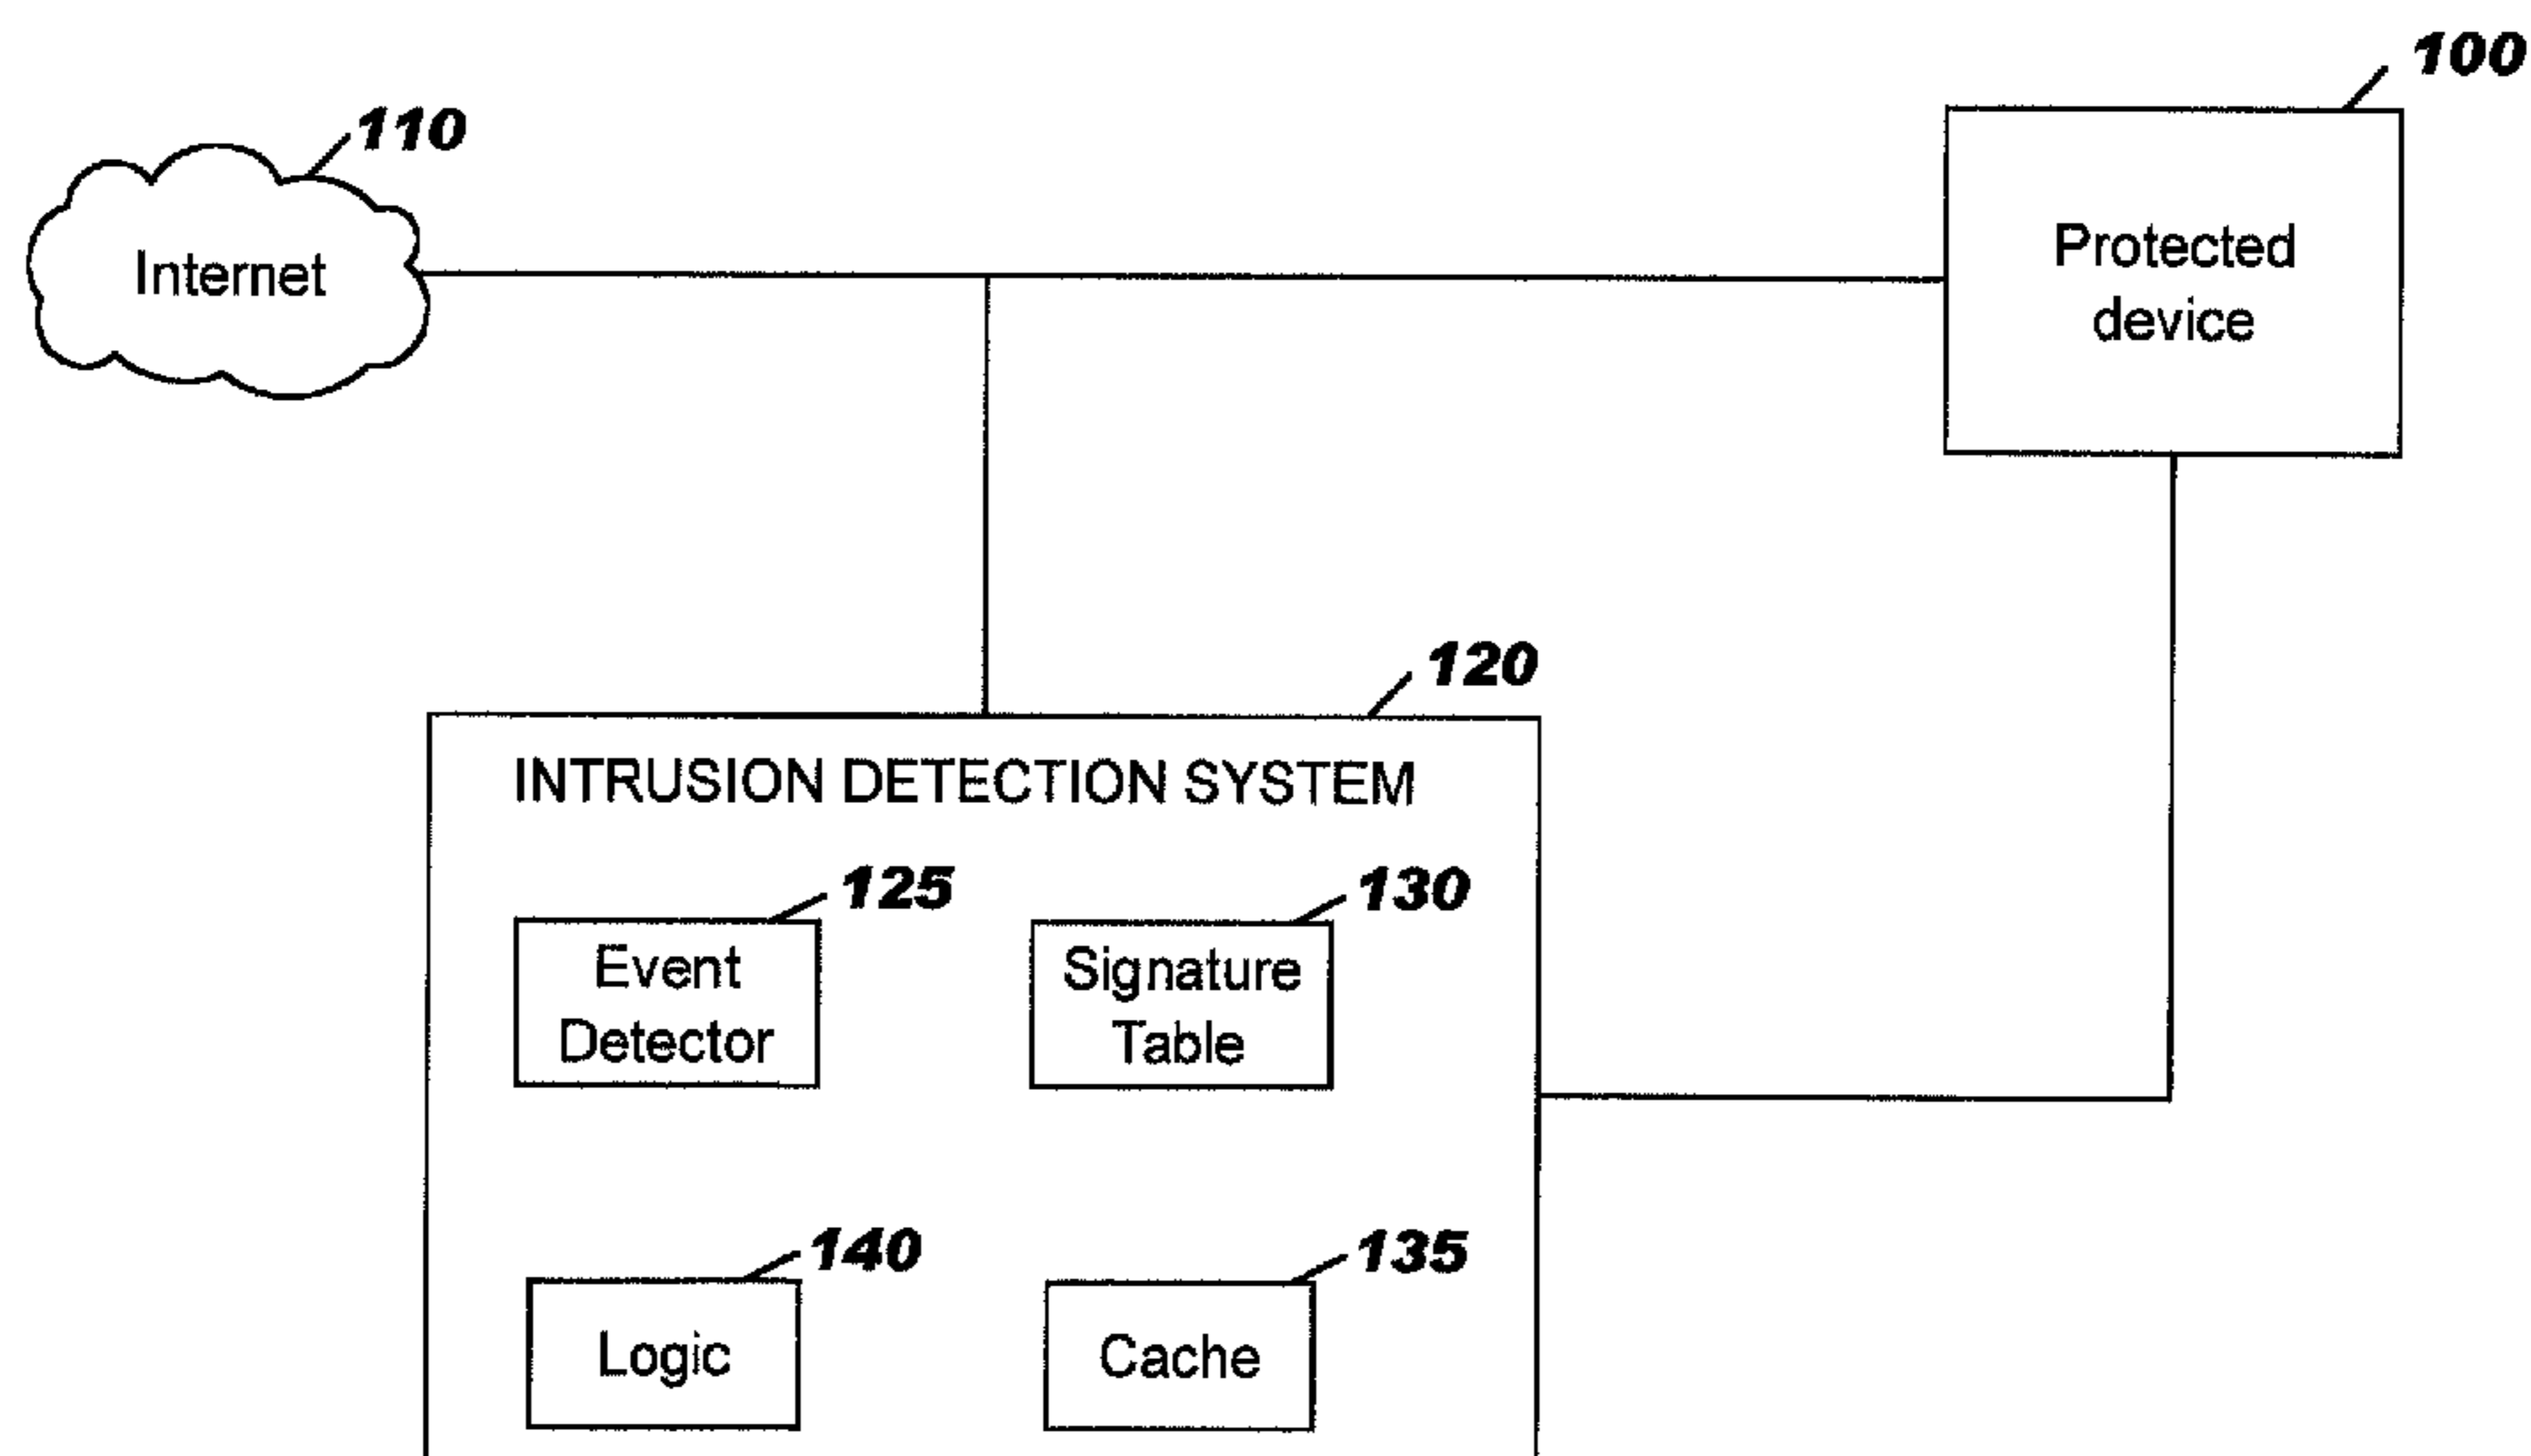 100
110
Internet
Protected
device
120
INTRUSION DETECTION SYSTEM
125
130
Event
Detector
Signature
Table
140
135
Logic
Cache